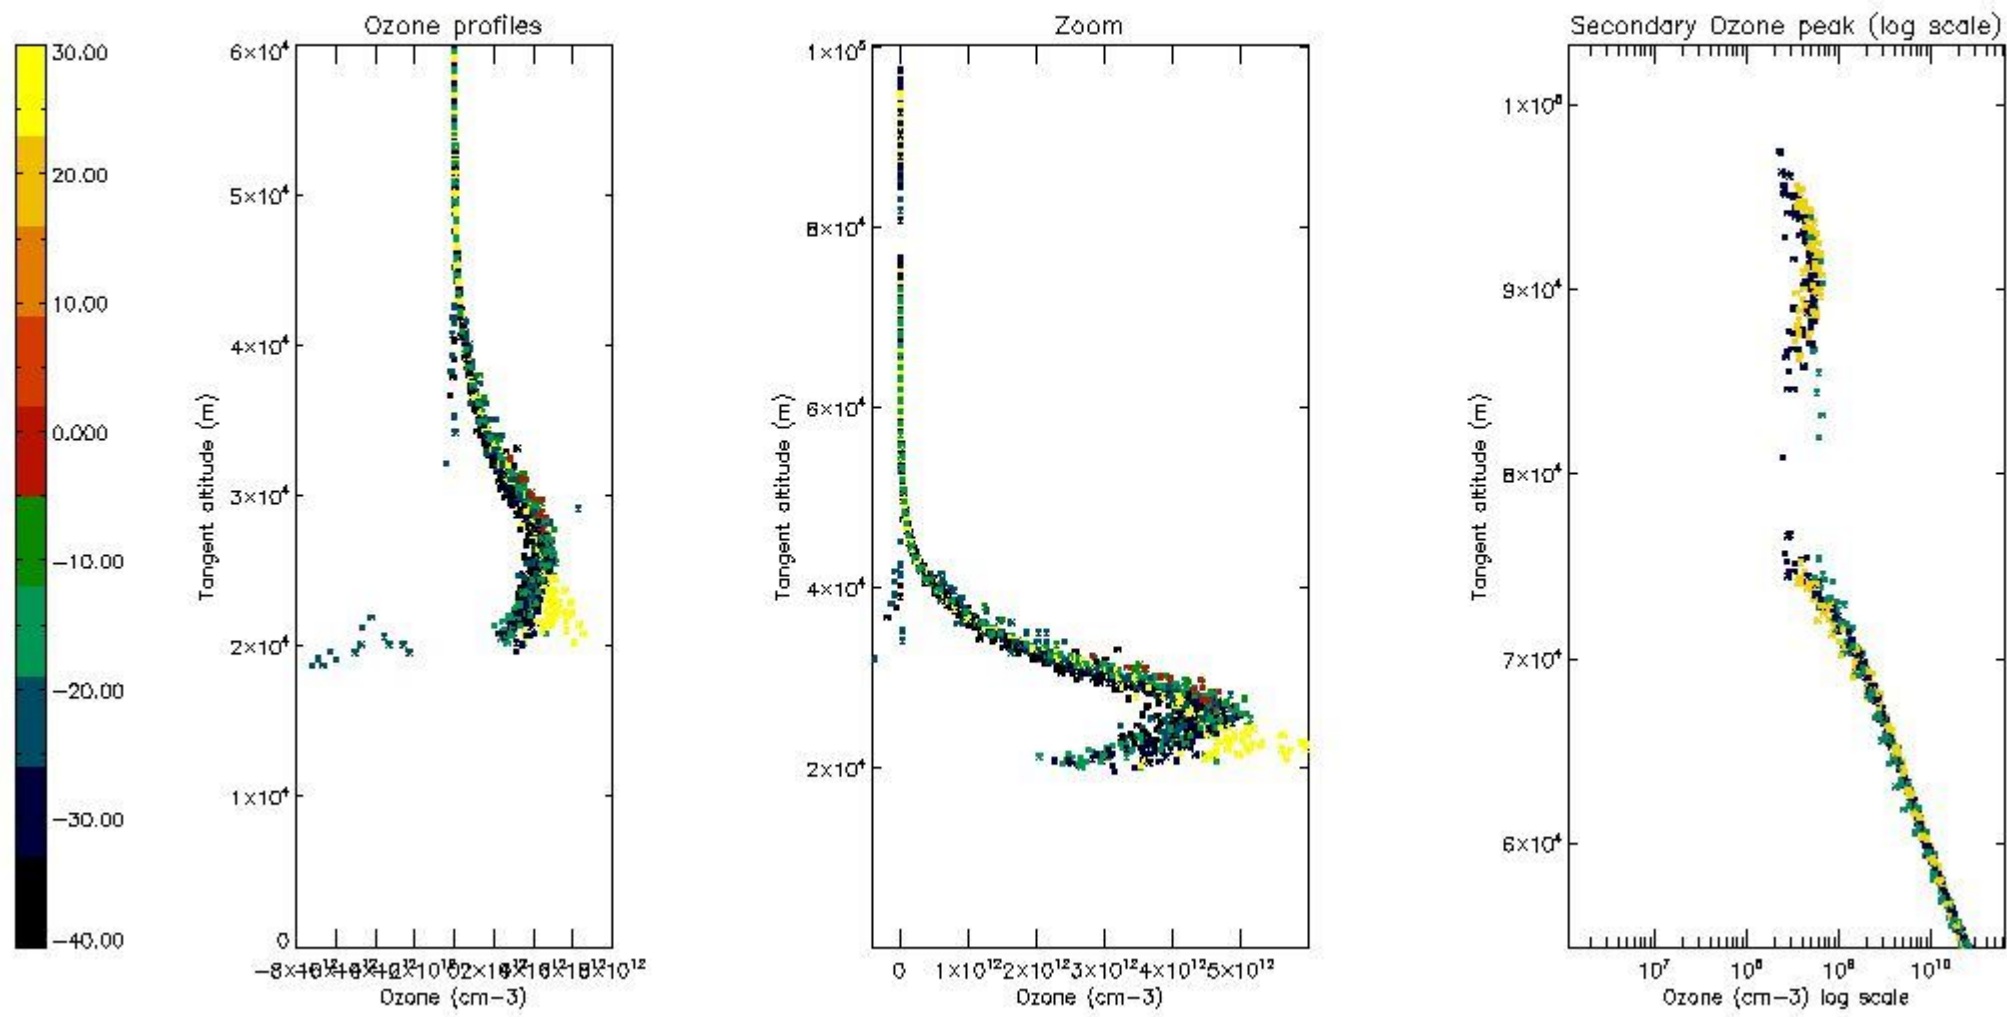 Ozone profiles
Zoom
Secondary Ozone peak (log scale)
30.00
20.00
10.00
0.000
−10.00
−20.00
−30.00
−40.00
6×10⁴
5×10⁴
4×10⁴
3×10⁴
2×10⁴
1×10⁴
0
Tangent altitude (m)
Ozone (cm−3)
1×10⁵
8×10⁴
6×10⁴
4×10⁴
2×10⁴
Tangent altitude (m)
0 1×10¹² 2×10¹² 3×10¹² 4×10¹² 5×10¹²
Ozone (cm−3)
9×10⁴
8×10⁴
7×10⁴
6×10⁴
Tangent altitude (m)
10⁷ 10¹⁰
Ozone (cm−3) log scale